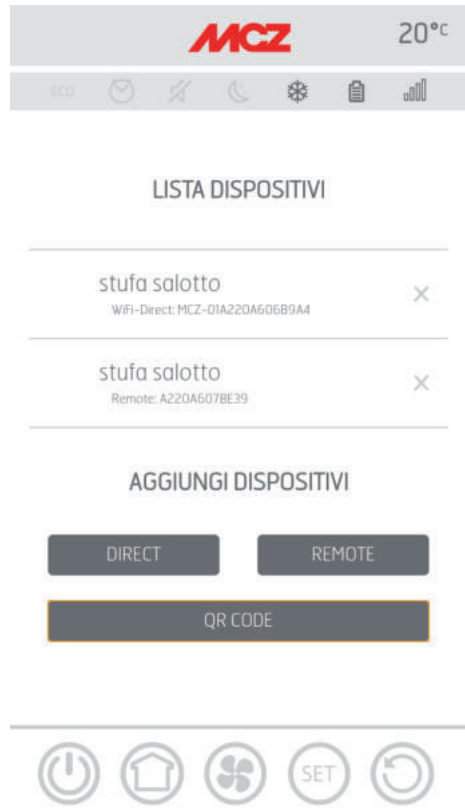 MCZ
20°C
ECO
LISTA DISPOSITIVI
stufa salotto
WiFi-Direct: MCZ-01A220A606B9A4
stufa salotto
Remote: A220A607BE39
AGGIUNGI DISPOSITIVI
DIRECT
REMOTE
QR CODE
SET